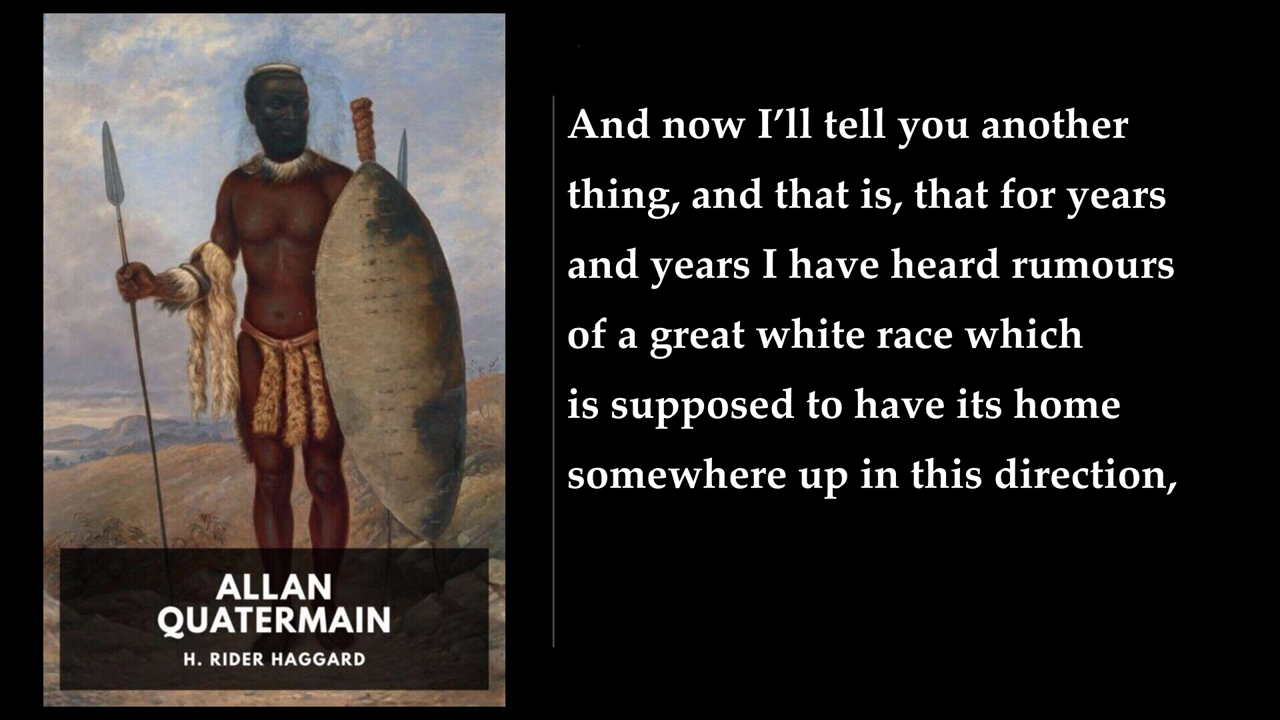 And now I’ll tell you another
thing, and that is, that for years
and years I have heard rumours
of a great white race which
is supposed to have its home
somewhere up in this direction,
ALLAN
QUATERMAIN
H. RIDER HAGGARD